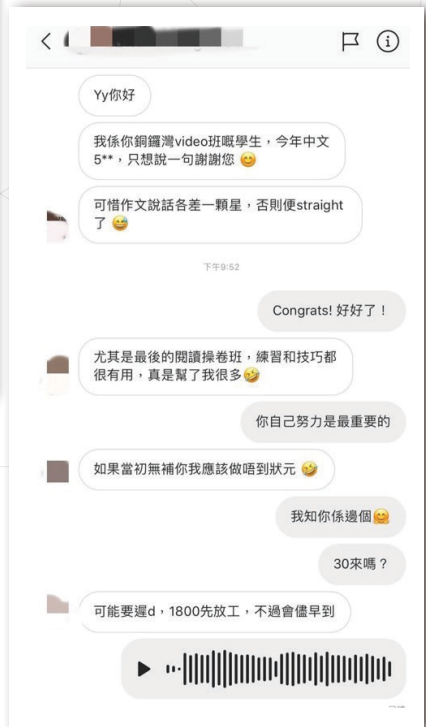 Yy你好
我係你銅鑼灣video班嘅學生，今年中文
5**，只想說一句謝謝您 😊
可惜作文說話各差一顆星，否則便straight
了 😅
下午9:52
Congrats! 好好了！
尤其是最後的閱讀操卷班，練習和技巧都
很有用，真是幫了我很多🥹
你自己努力是最重要的
如果當初無補你我應該做唔到狀元 🤣
我知你係邊個🤗
30來嗎？
可能要遲d，1800先放工，不過會儘早到